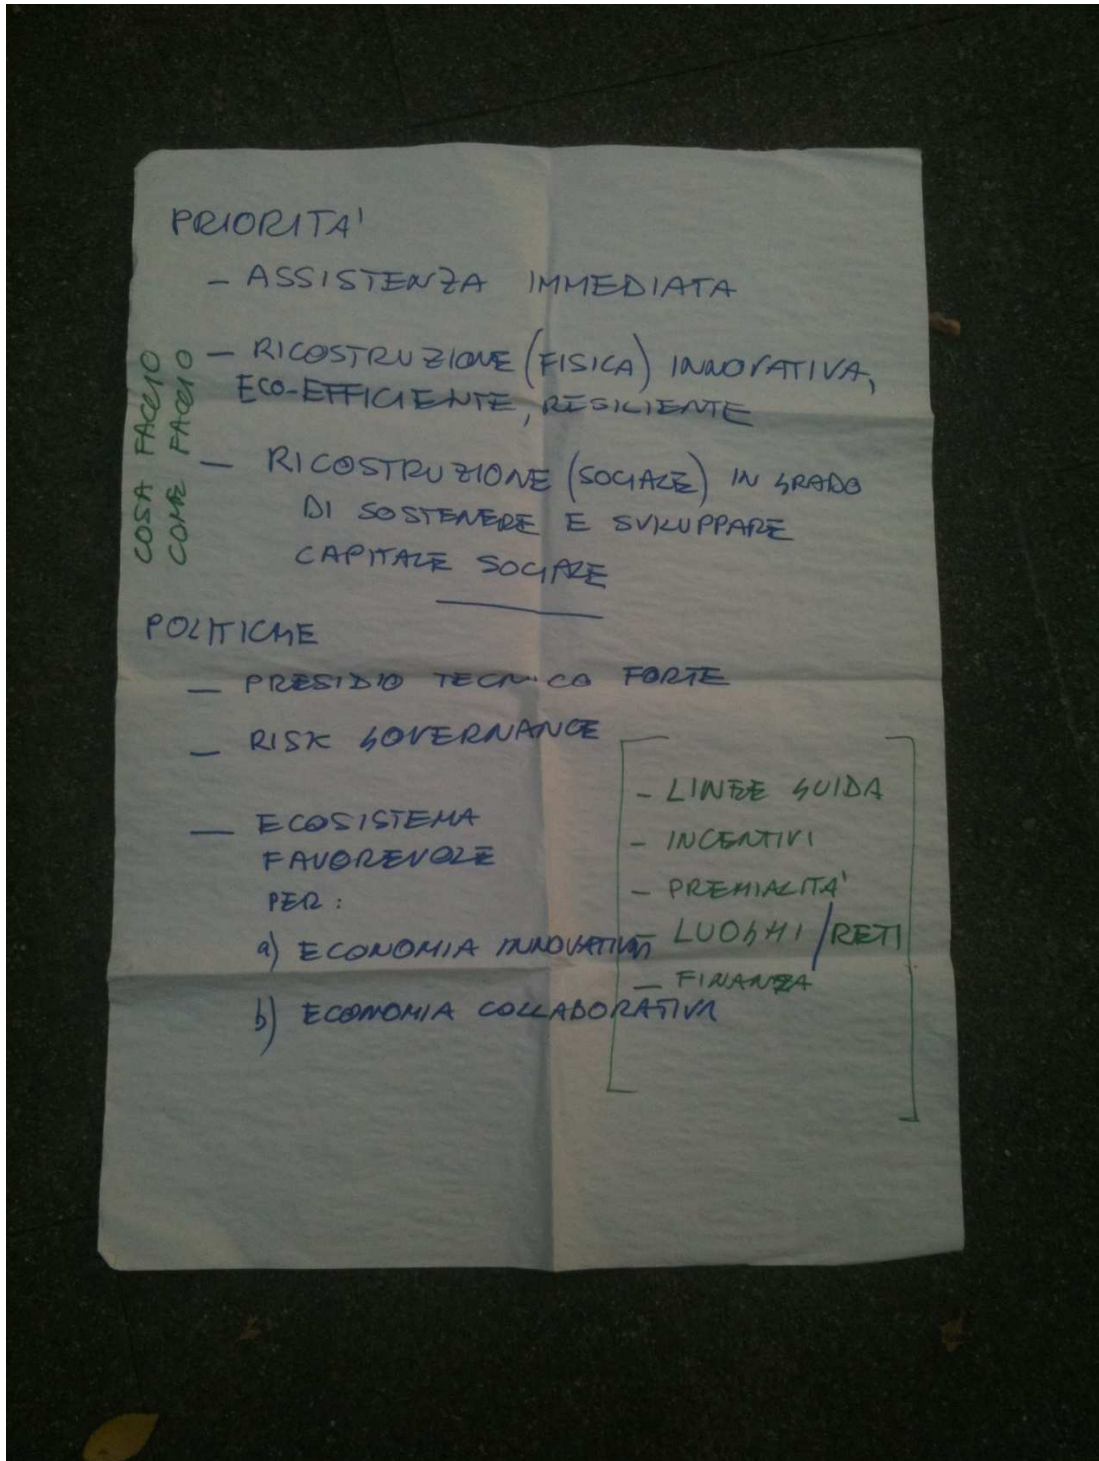 PRIORITA'
- ASSISTENZA IMMEDIATA
- RICOSTRUZIONE (FISICA) INNOVATIVA,
ECO-EFFICIENTE, RESILIENTE
- RICOSTRUZIONE (SOCIALE) IN GRADO
DI SOSTENERE E SVILUPPARE
CAPITALE SOCIALE
COSA FACCIO
COME FACCIO
POLITICHE
- PRESIDIO TECNICO FORTE
- RISK GOVERNANCE
- ECOSISTEMA
FAVOREVOLE
PER:
a) ECONOMIA INNOVATIVA
b) ECONOMIA COLLABORATIVA
- LINEE GUIDA
- INCENTIVI
- PREMIALITA'
- LUOGHI/RETI
- FINANZA